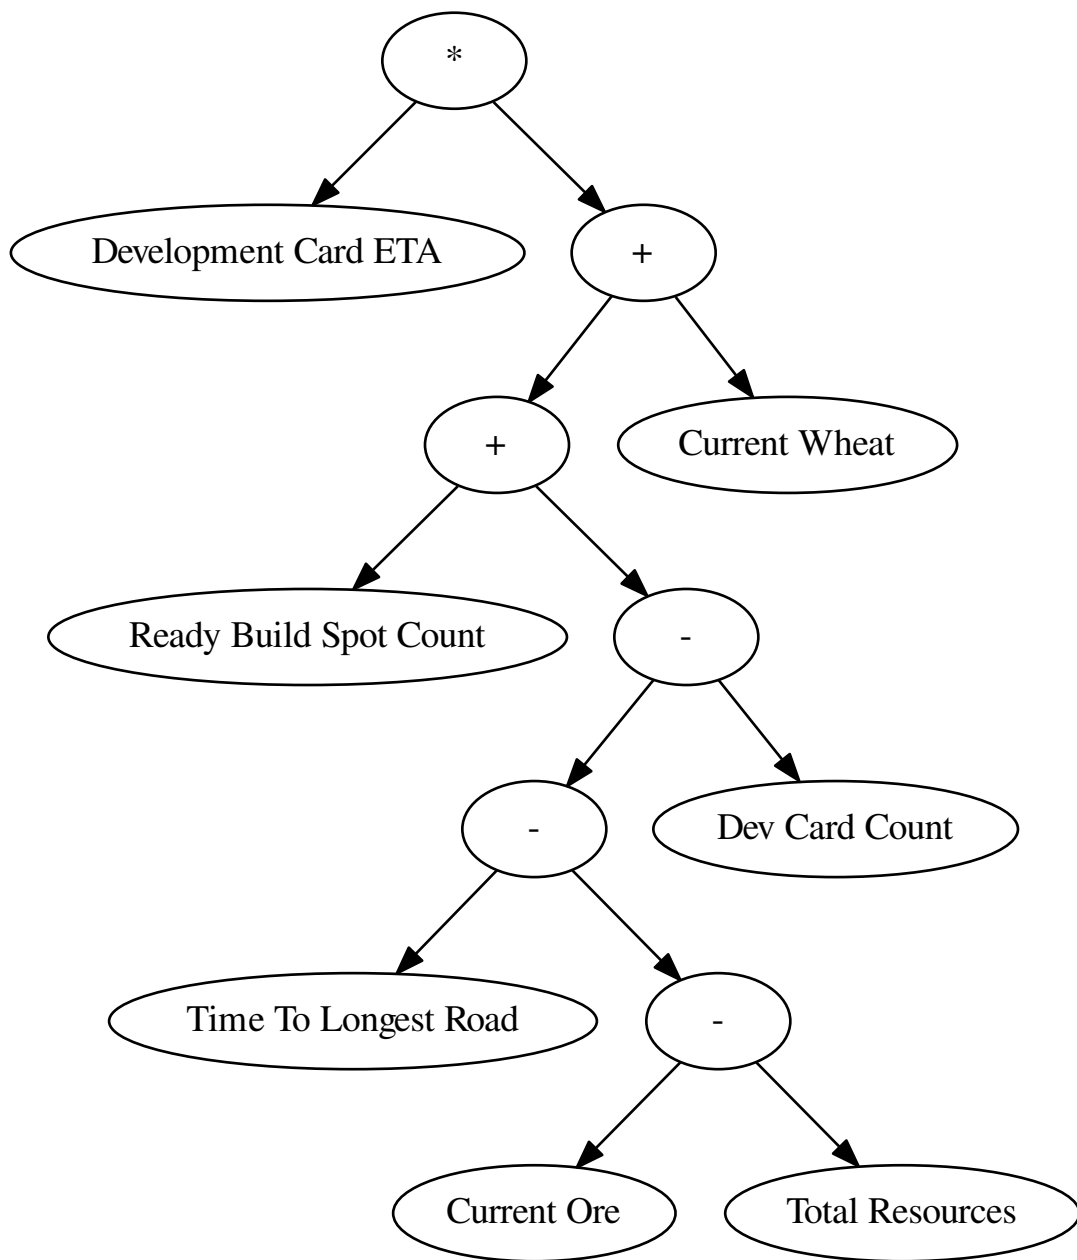 *
Development Card ETA
+
+
Current Wheat
Ready Build Spot Count
-
-
Dev Card Count
Time To Longest Road
-
Current Ore
Total Resources